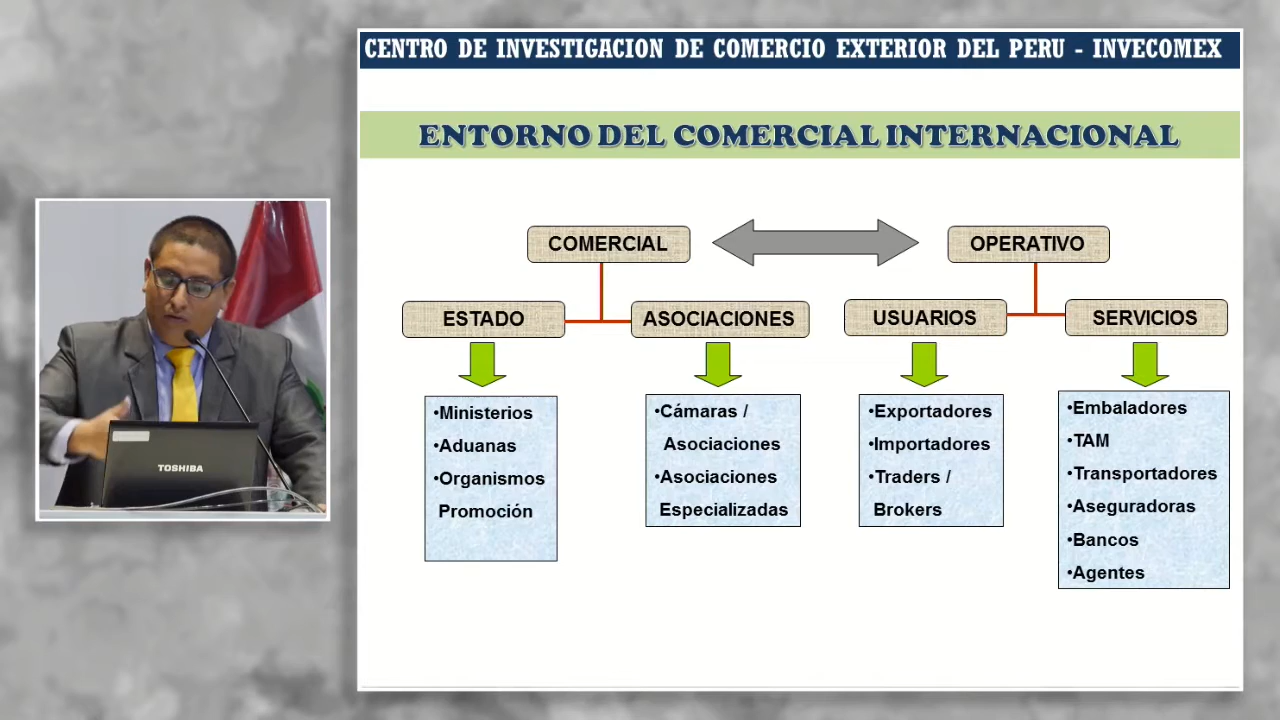 CENTRO DE INVESTIGACION DE COMERCIO EXTERIOR DEL PERU - INVECOMEX
ENTORNO DEL COMERCIAL INTERNACIONAL
COMERCIAL
OPERATIVO
ESTADO
ASOCIACIONES
USUARIOS
SERVICIOS
•Ministerios
•Aduanas
•Organismos
Promoción
•Cámaras /
Asociaciones
•Asociaciones
Especializadas
•Exportadores
•Importadores
•Traders /
Brokers
•Embaladores
•TAM
•Transportadores
•Aseguradoras
•Bancos
•Agentes
TOSHIBA